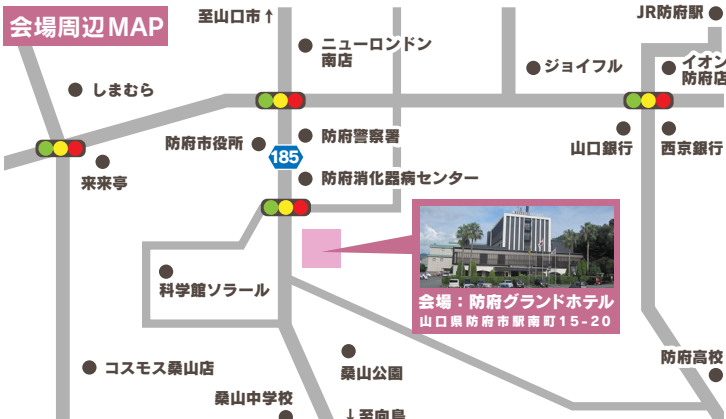 会場周辺MAP
至山口市↑
JR防府駅
ニューロンドン
南店
ジョイフル
イオン
防府店
しまむら
防府市役所
防府警察署
山口銀行
西京銀行
185
来来亭
防府消化器病センター
科学館ソラール
会場：防府グランドホテル
山口県防府市駅南町15-20
コスモス桑山店
桑山公園
防府高校
桑山中学校
↓至向島